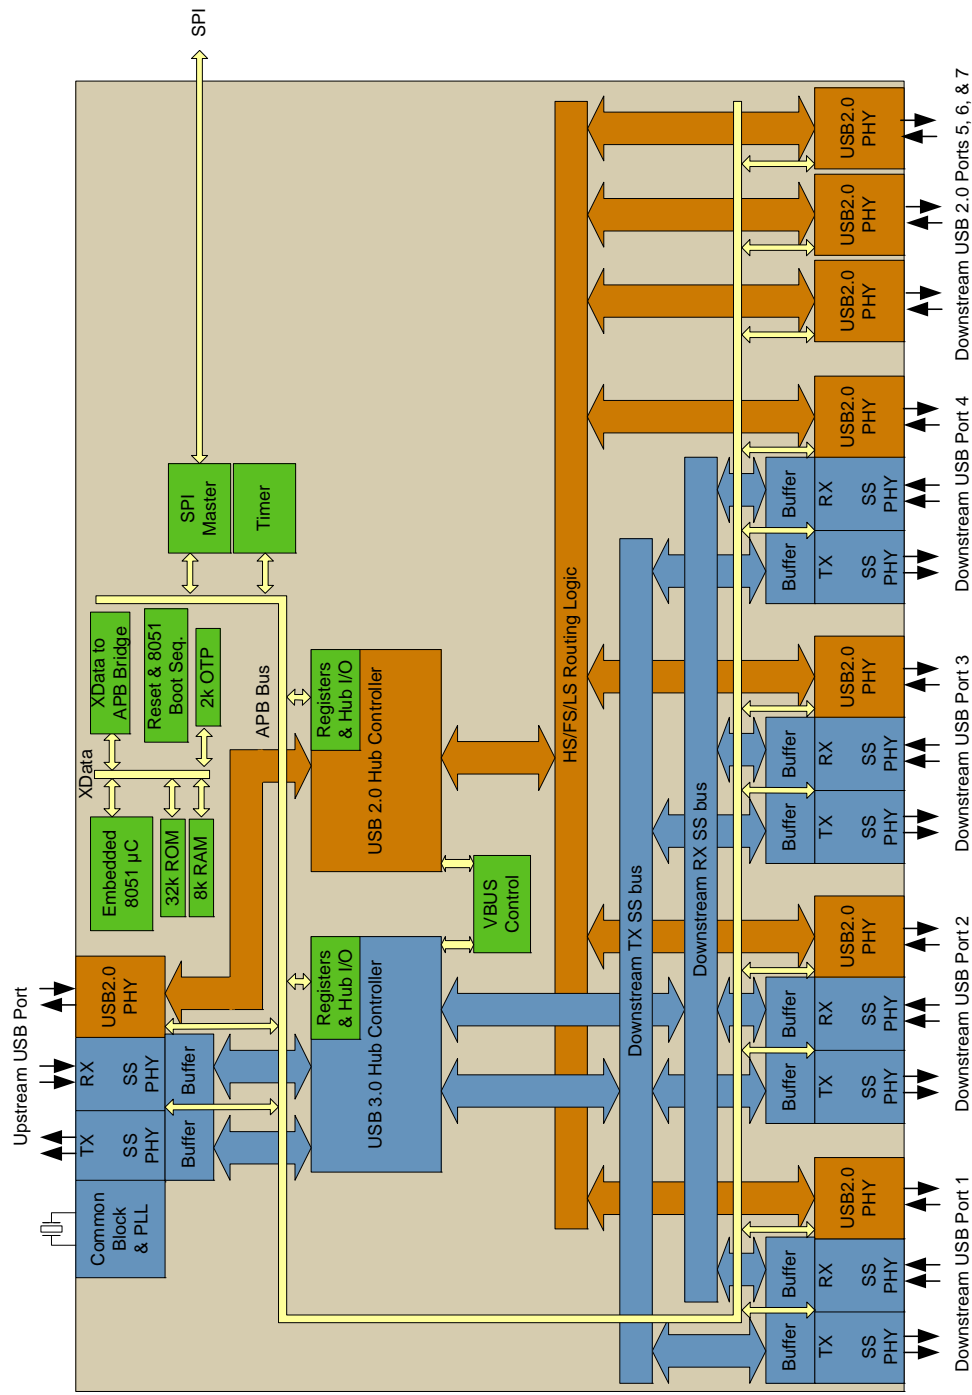 Upstream USB Port
SPI
Common
Block
& PLL
TX
SS
PHY
Buffer
RX
SS
PHY
Buffer
USB2.0
PHY
Embedded
8051 µC
32k ROM
8k RAM
XData
XData to
APB Bridge
Reset & 8051
Boot Seq.
2k OTP
SPI
Master
Timer
APB Bus
Registers
& Hub I/O
USB 3.0 Hub Controller
Registers
& Hub I/O
USB 2.0 Hub Controller
VBUS
Control
HS/FS/LS Routing Logic
Downstream TX SS bus
Downstream RX SS bus
Buffer
TX
SS
PHY
Buffer
RX
SS
PHY
USB2.0
PHY
Buffer
TX
SS
PHY
Buffer
RX
SS
PHY
USB2.0
PHY
Buffer
TX
SS
PHY
Buffer
RX
SS
PHY
USB2.0
PHY
Buffer
TX
SS
PHY
Buffer
RX
SS
PHY
USB2.0
PHY
USB2.0
PHY
USB2.0
PHY
USB2.0
PHY
Downstream USB Port 1
Downstream USB Port 2
Downstream USB Port 3
Downstream USB Port 4
Downstream USB 2.0 Ports 5, 6, & 7